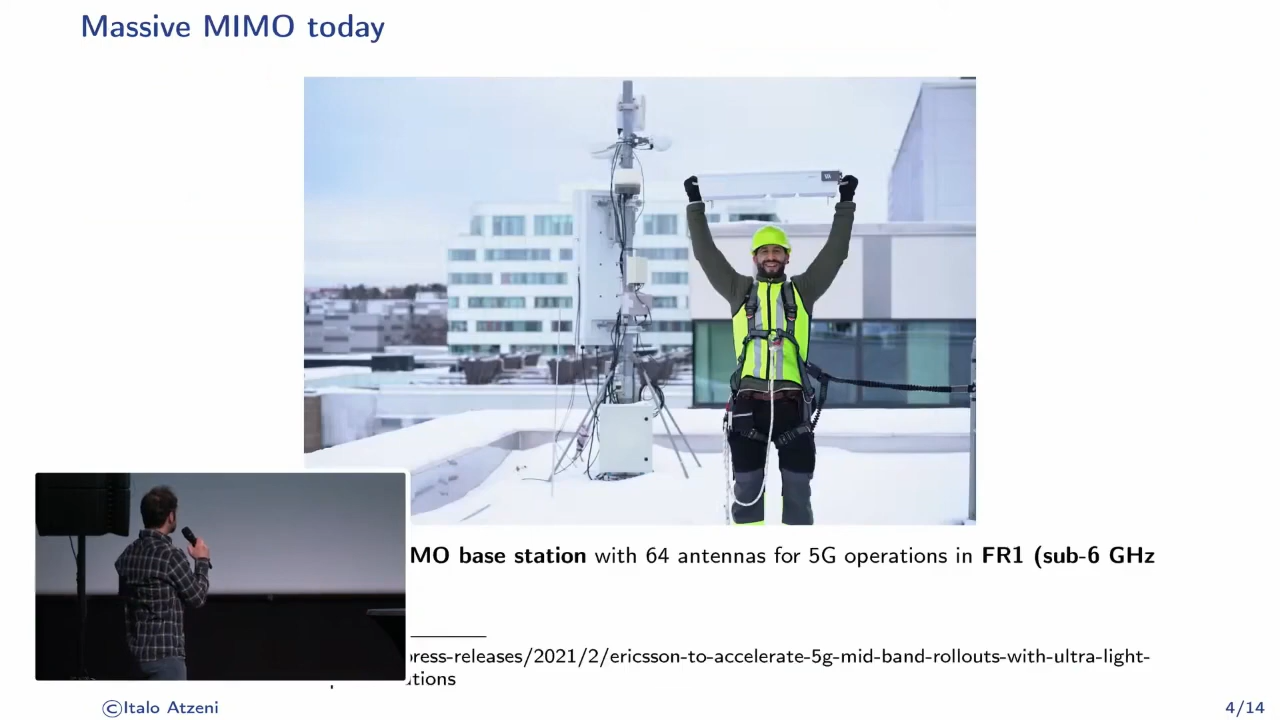 Massive MIMO today
MO base station with 64 antennas for 5G operations in FR1 (sub-6 GHz
press-releases/2021/2/ericsson-to-accelerate-5g-mid-band-rollouts-with-ultra-light-
tions
©Italo Atzeni
4/14